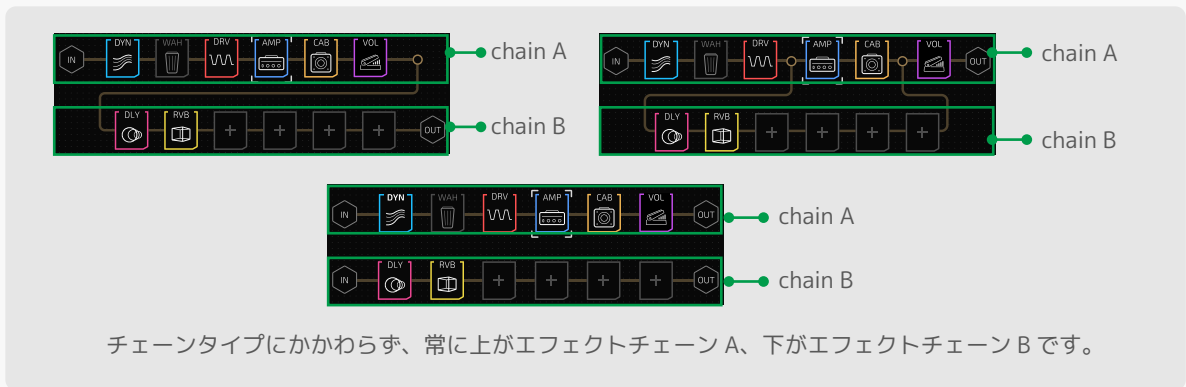 IN DYN WAH DRV AMP CAB VOL chain A
DLY RVB + + + + OUT chain B
IN DYN WAH DRV AMP CAB VOL OUT chain A
DLY RVB + + + + chain B
IN DYN WAH DRV AMP CAB VOL OUT chain A
IN DLY RVB + + + + OUT chain B
チェーンタイプにかかわらず、常に上がエフェクトチェーン A、下がエフェクトチェーン B です。